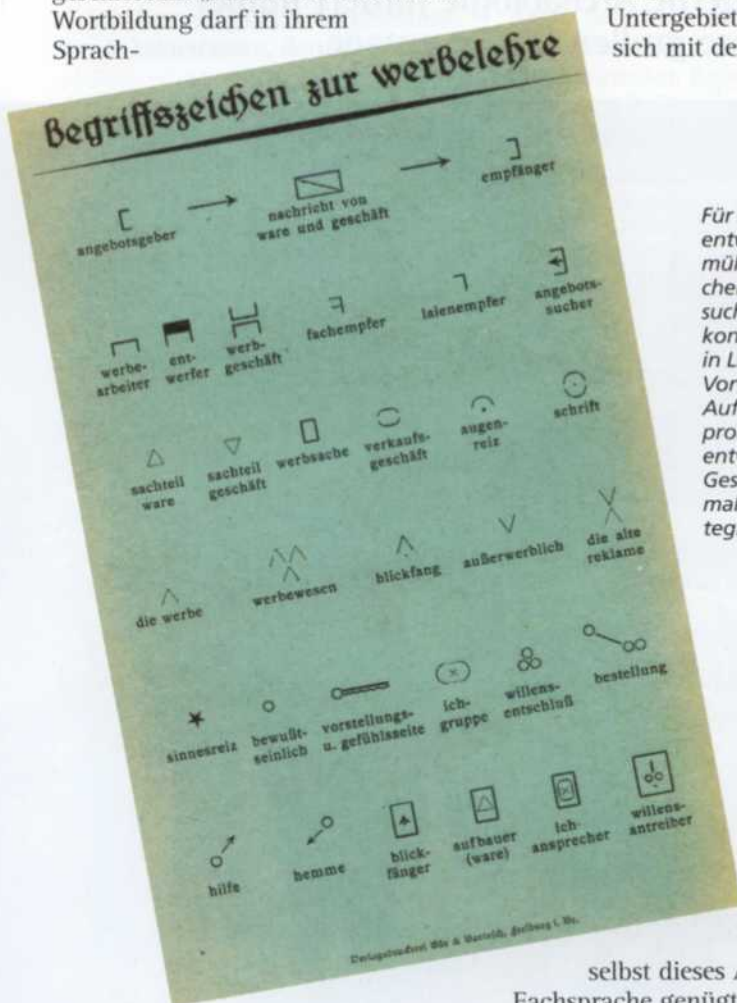 Wortbildung darf in ihrem
Sprach-
Untergebiet
sich mit de
Begriffszeichen zur werbelehre
angebotsgeber
nachricht von
ware und geschäft
empfänger
werbe-
arbeiter
ent-
werfer
werb-
geschäft
fachempfer
laienempfer
angebots-
sucher
sachteil
ware
sachteil
geschäft
werbsache
verkaufs-
geschäft
augen-
reiz
schrift
die werbe
werbewesen
blickfang
außerwerblich
die alte
reklame
sinnesreiz
bewußt-
seinlich
vorstellungs-
u. gefühlsseite
ich-
gruppe
willens-
entschluß
bestellung
hilfe
hemme
blick-
fänger
aufbauer
(ware)
ich-
ansprecher
willens-
antreiber
Für
entw
mül
che
such
kon
in L
Vor
Auf
pro
ent
Ges
mal
teg
selbst dieses
Fachsprache genügt